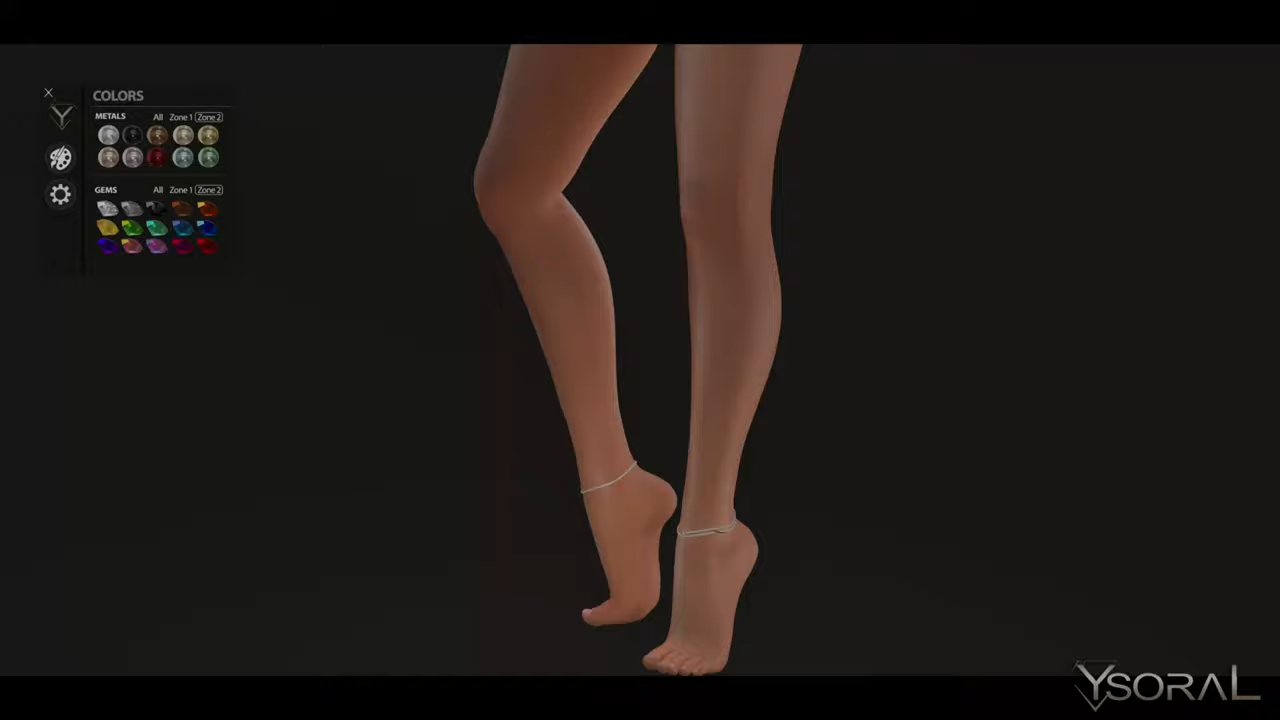 COLORS
METALS All Zone 1 Zone 2
GEMS All Zone 1 Zone 2
YSORAL